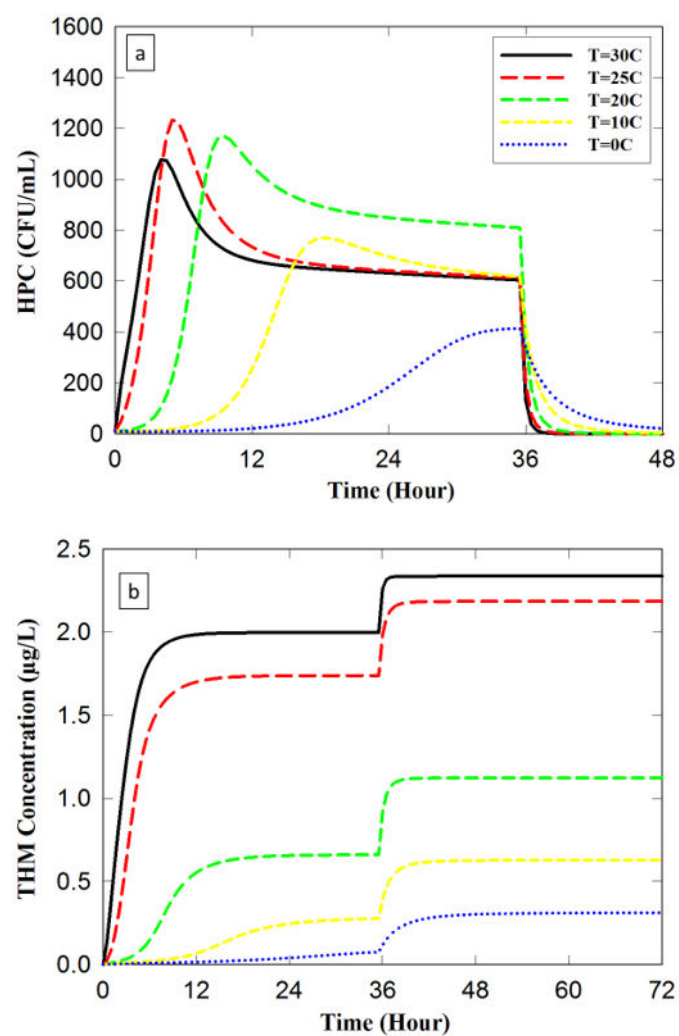 a
1600
1400
1200
1000
800
600
400
200
0
HPC (CFU/mL)
T=30C
T=25C
T=20C
T=10C
T=0C
0 12 24 36 48
Time (Hour)
b
2.5
2.0
1.5
1.0
0.5
0.0
THM Concentration (µg/L)
0 12 24 36 48 60 72
Time (Hour)